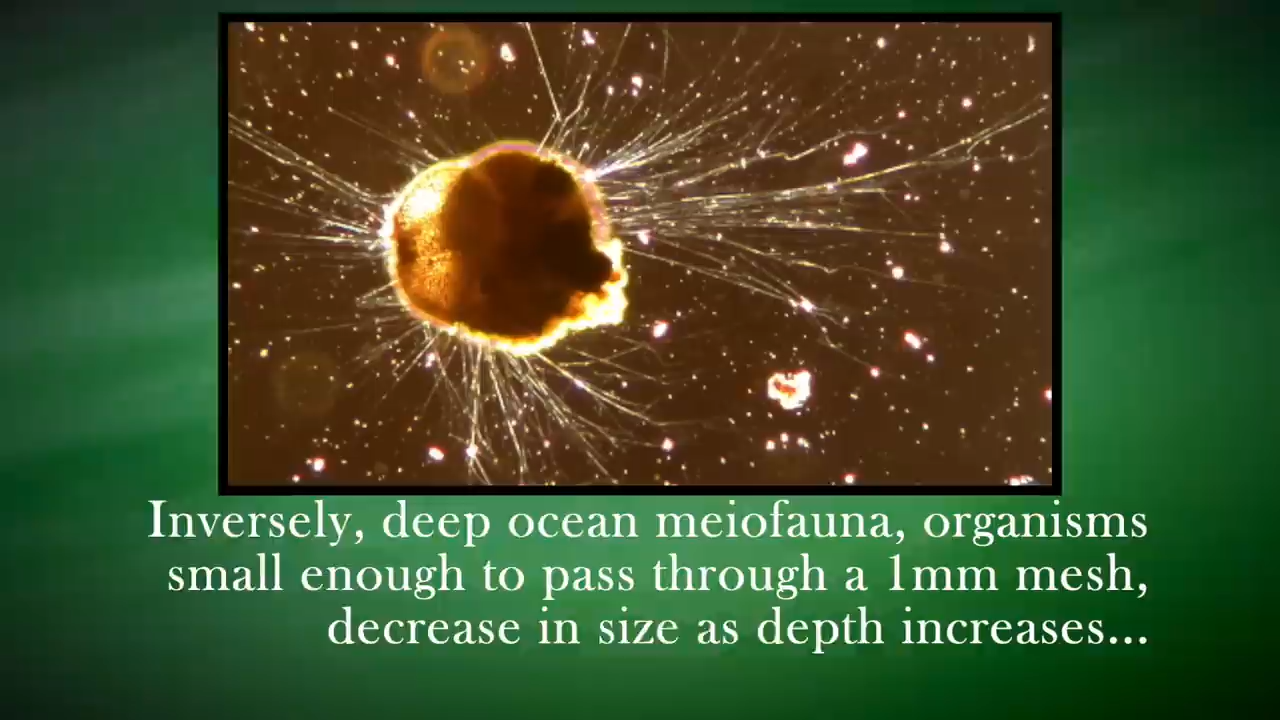 Inversely, deep ocean meiofauna, organisms
small enough to pass through a 1mm mesh,
decrease in size as depth increases...